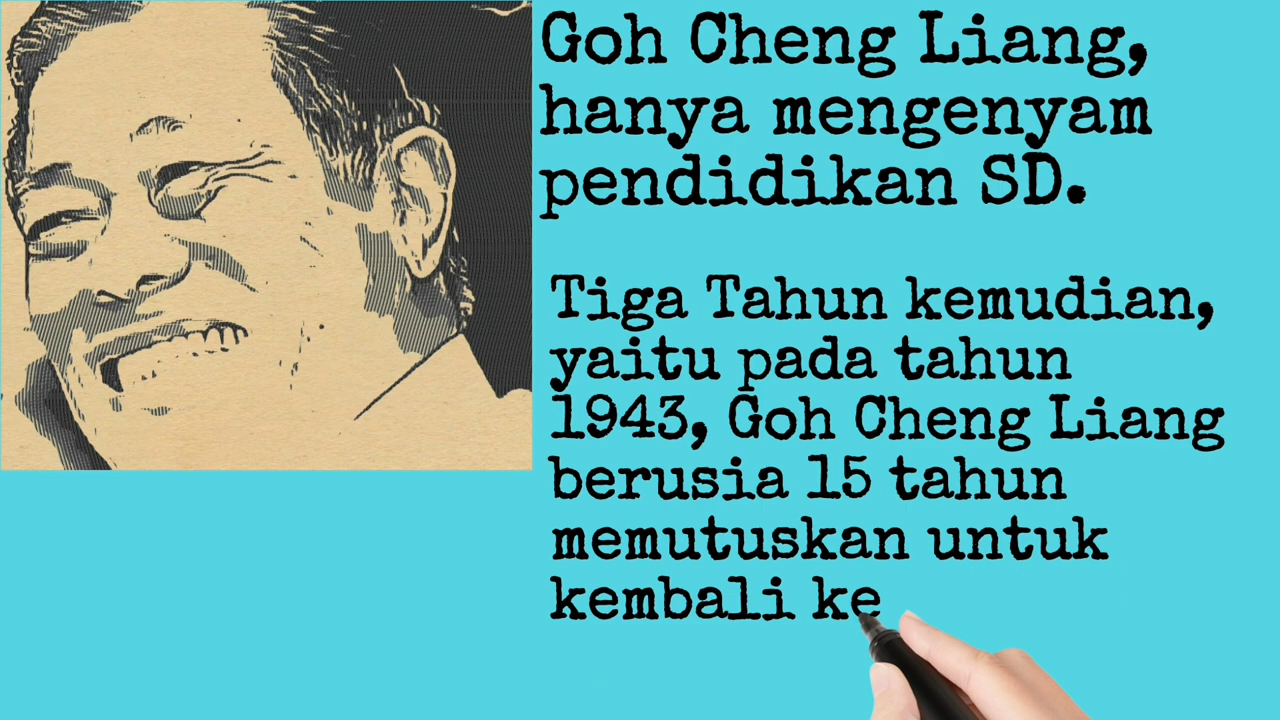 Goh Cheng Liang,
hanya mengenyam
pendidikan SD.
Tiga Tahun kemudian,
yaitu pada tahun
1943, Goh Cheng Liang
berusia 15 tahun
memutuskan untuk
kembali ke